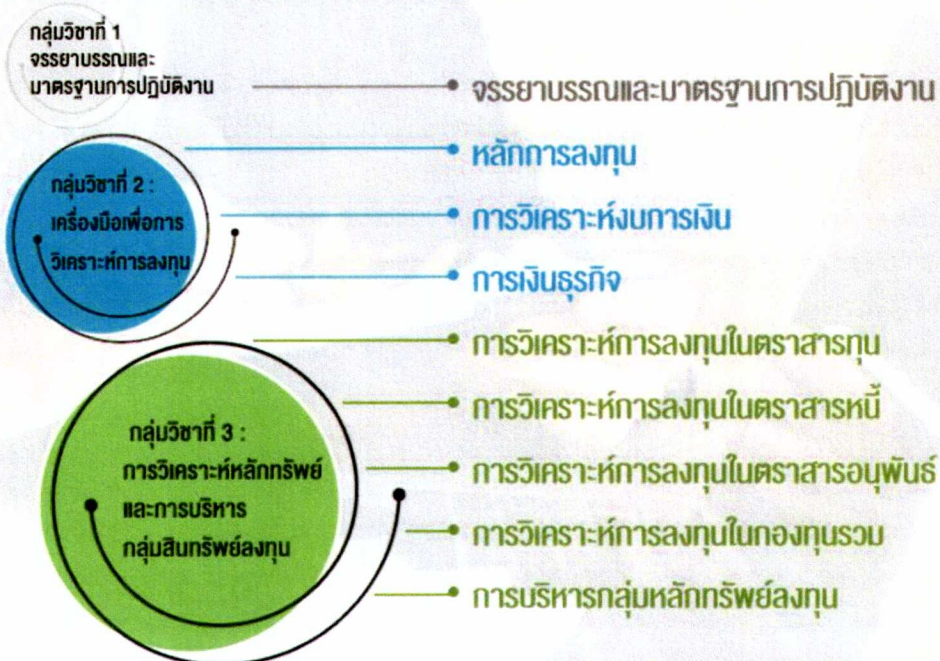 กลุ่มวิชาที่ 1
จรรยาบรรณและ
มาตรฐานการปฏิบัติงาน
จรรยาบรรณและมาตรฐานการปฏิบัติงาน
กลุ่มวิชาที่ 2 :
เครื่องมือเพื่อการ
วิเคราะห์การลงทุน
หลักการลงทุน
การวิเคราะห์งบการเงิน
การเงินธุรกิจ
กลุ่มวิชาที่ 3 :
การวิเคราะห์หลักทรัพย์
และการบริหาร
กลุ่มสินทรัพย์ลงทุน
การวิเคราะห์การลงทุนในตราสารทุน
การวิเคราะห์การลงทุนในตราสารหนี้
การวิเคราะห์การลงทุนในตราสารอนุพันธ์
การวิเคราะห์การลงทุนในกองทุนรวม
การบริหารกลุ่มหลักทรัพย์ลงทุน